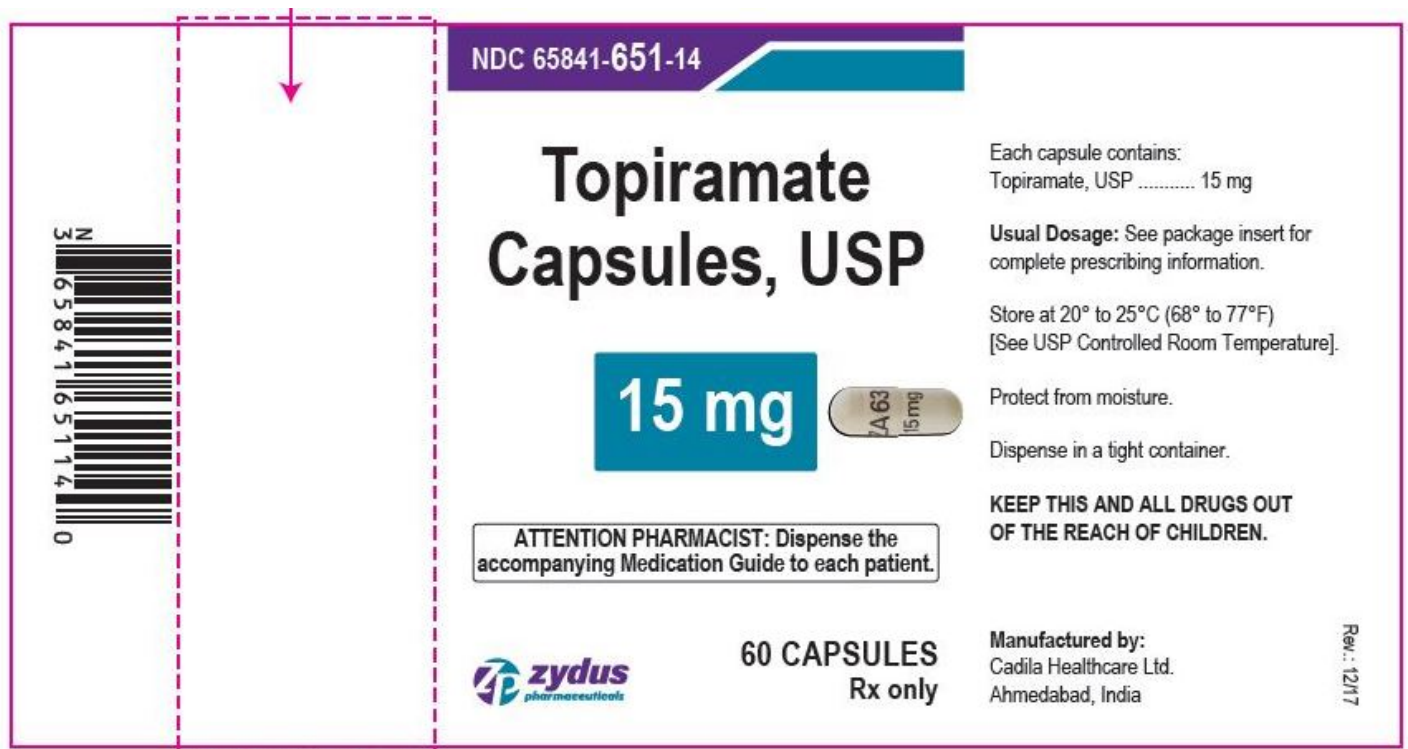 N
3 65841 65114 0
NDC 65841-651-14
Topiramate
Capsules, USP
15 mg
ZA63
15 mg
ATTENTION PHARMACIST: Dispense the
accompanying Medication Guide to each patient.
zydus
pharmaceuticals
60 CAPSULES
Rx only
Each capsule contains:
Topiramate, USP ........... 15 mg
Usual Dosage: See package insert for
complete prescribing information.
Store at 20° to 25°C (68° to 77°F)
[See USP Controlled Room Temperature].
Protect from moisture.
Dispense in a tight container.
KEEP THIS AND ALL DRUGS OUT
OF THE REACH OF CHILDREN.
Manufactured by:
Cadila Healthcare Ltd.
Ahmedabad, India
Rev.: 12/17